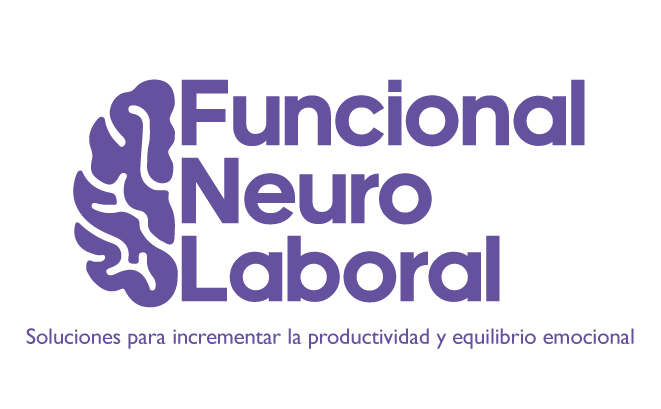 Funcional
Neuro
Laboral
Soluciones para incrementar la productividad y equilibrio emocional